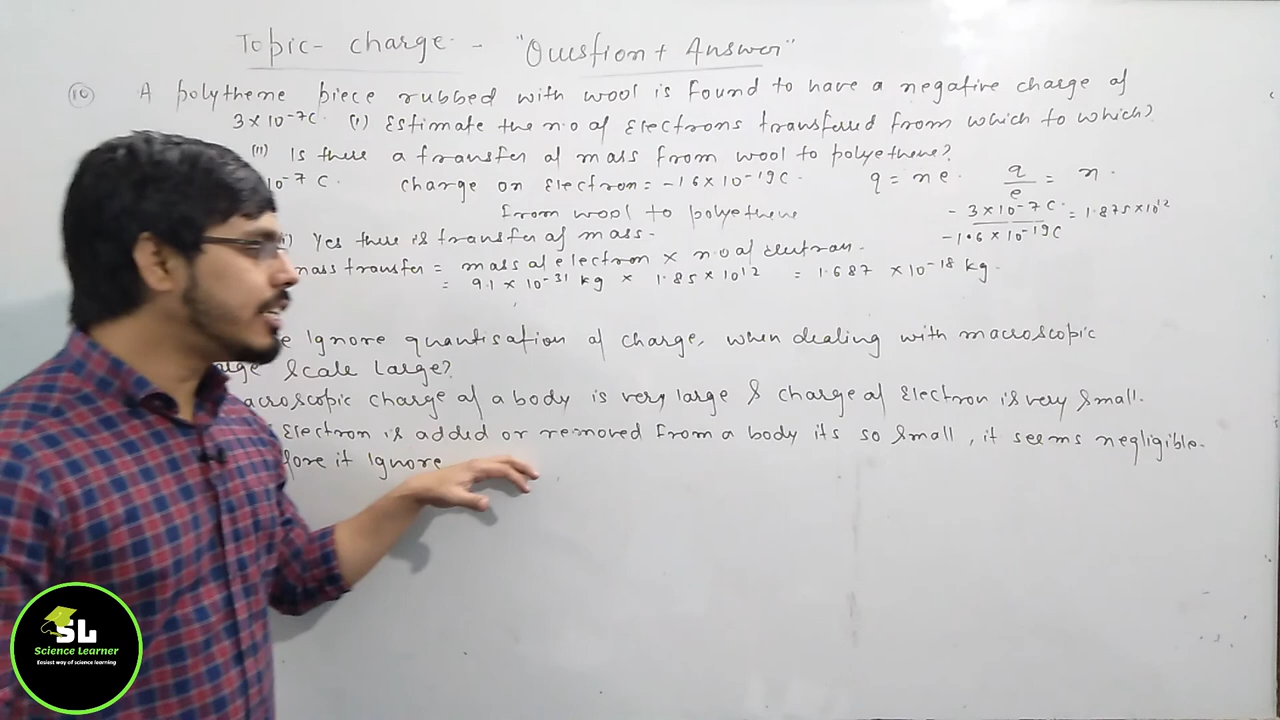 Topic - charge - "Question + Answer"
10 A polythene piece rubbed with wool is found to have a negative charge of
3 × 10⁻⁷C. (i) Estimate the n.o of Electrons transferred from which to which?
(ii) Is there a transfer of mass from wool to polyethene?
10⁻⁷ C. charge on Electron = -1.6 × 10⁻¹⁹C. q = ne. q/e = n.
- 3 × 10⁻⁷ C / - 1.6 × 10⁻¹⁹C = 1.875 × 10¹²
from wool to polyethene
) Yes there is transfer of mass.
mass transfer = mass of electron × n.o of electron.
= 9.1 × 10⁻³¹ kg × 1.85 × 10¹² = 1.687 × 10⁻¹⁸ kg.
Ignore quantisation of charge, when dealing with macroscopic
Scale Large?
macroscopic charge of a body is very large & charge of Electron is very small.
Electron is added or removed from a body its so small, it seems negligible.
fore it Ignore
SL
Science Learner
Easiest way of science learning